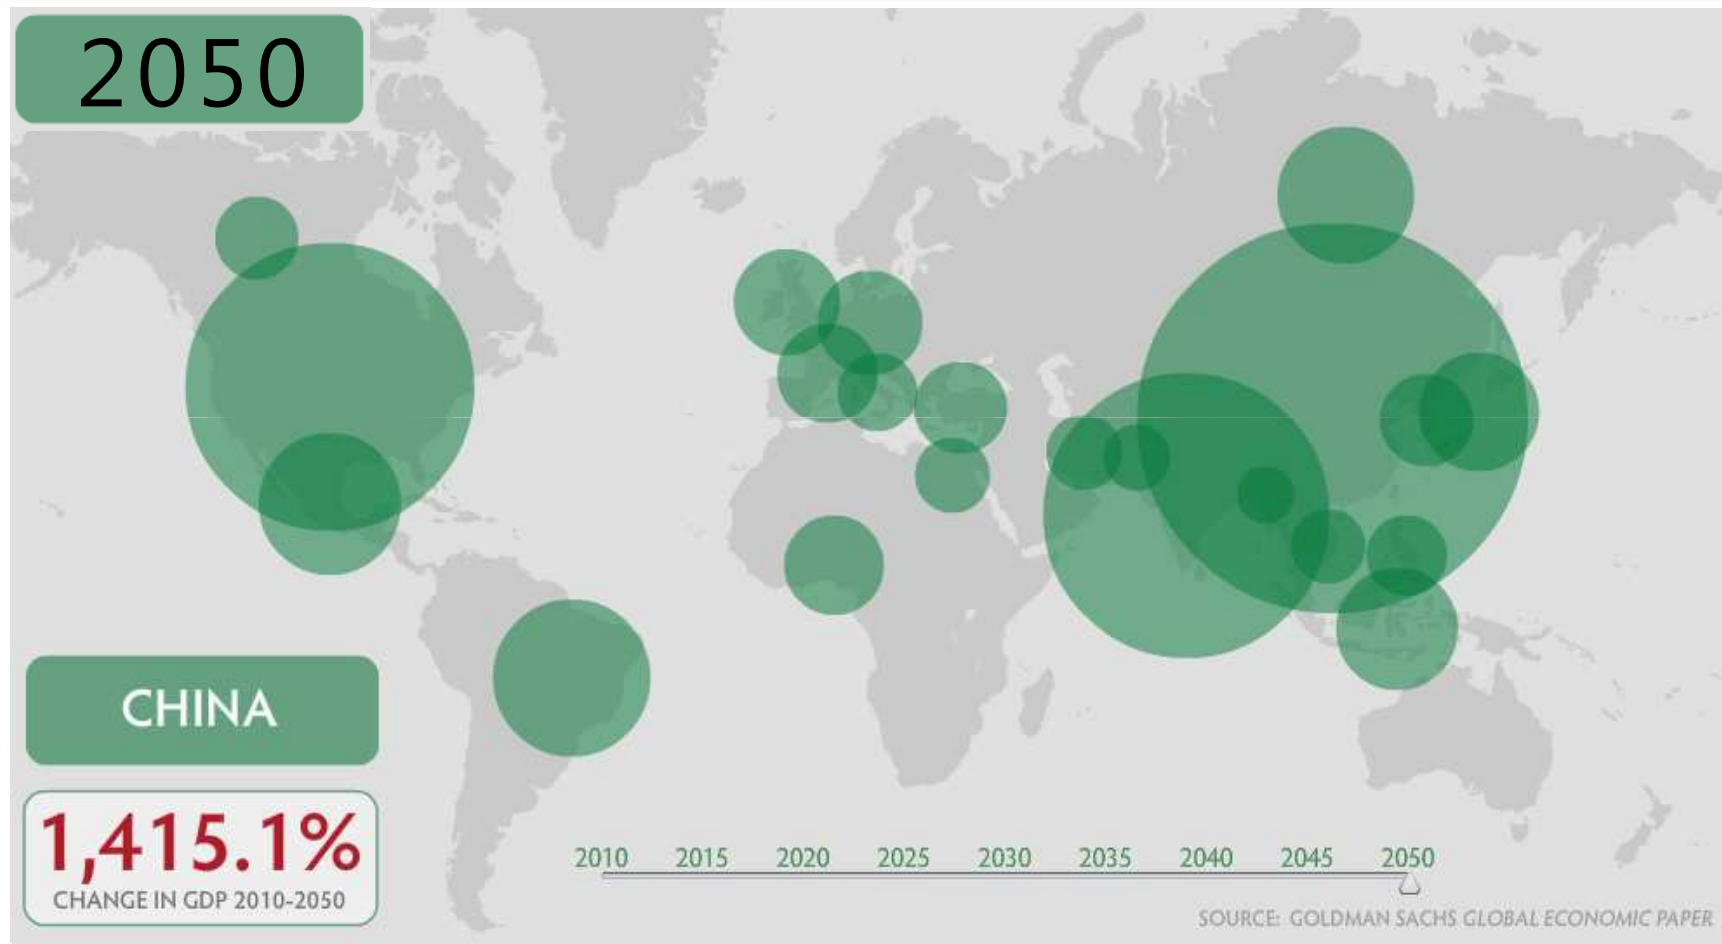 2050
CHINA
1,415.1%
CHANGE IN GDP 2010-2050
2010 2015 2020 2025 2030 2035 2040 2045 2050
SOURCE: GOLDMAN SACHS GLOBAL ECONOMIC PAPER